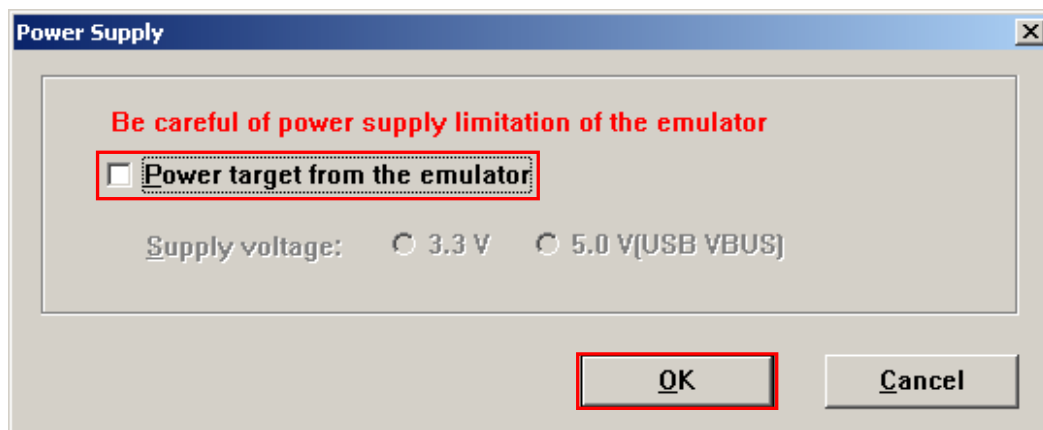 Power Supply
Be careful of power supply limitation of the emulator
Power target from the emulator
Supply voltage: 3.3 V 5.0 V(USB VBUS)
OK Cancel